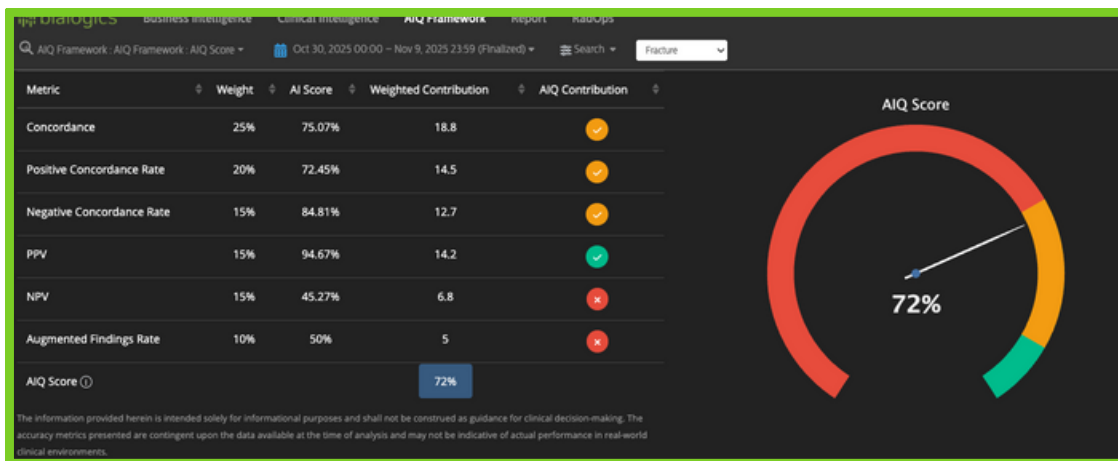 bialogics Business Intelligence Clinical Intelligence AIQ Framework Report RadOps
AIQ Framework : AIQ Framework : AIQ Score Oct 30, 2025 00:00 – Nov 9, 2025 23:59 (Finalized) Search Fracture
Metric Weight AI Score Weighted Contribution AIQ Contribution
Concordance 25% 75.07% 18.8
Positive Concordance Rate 20% 72.45% 14.5
Negative Concordance Rate 15% 84.81% 12.7
PPV 15% 94.67% 14.2
NPV 15% 45.27% 6.8
Augmented Findings Rate 10% 50% 5
AIQ Score 72%
The information provided herein is intended solely for informational purposes and shall not be construed as guidance for clinical decision-making. The
accuracy metrics presented are contingent upon the data available at the time of analysis and may not be indicative of actual performance in real-world
clinical environments.
AIQ Score
72%